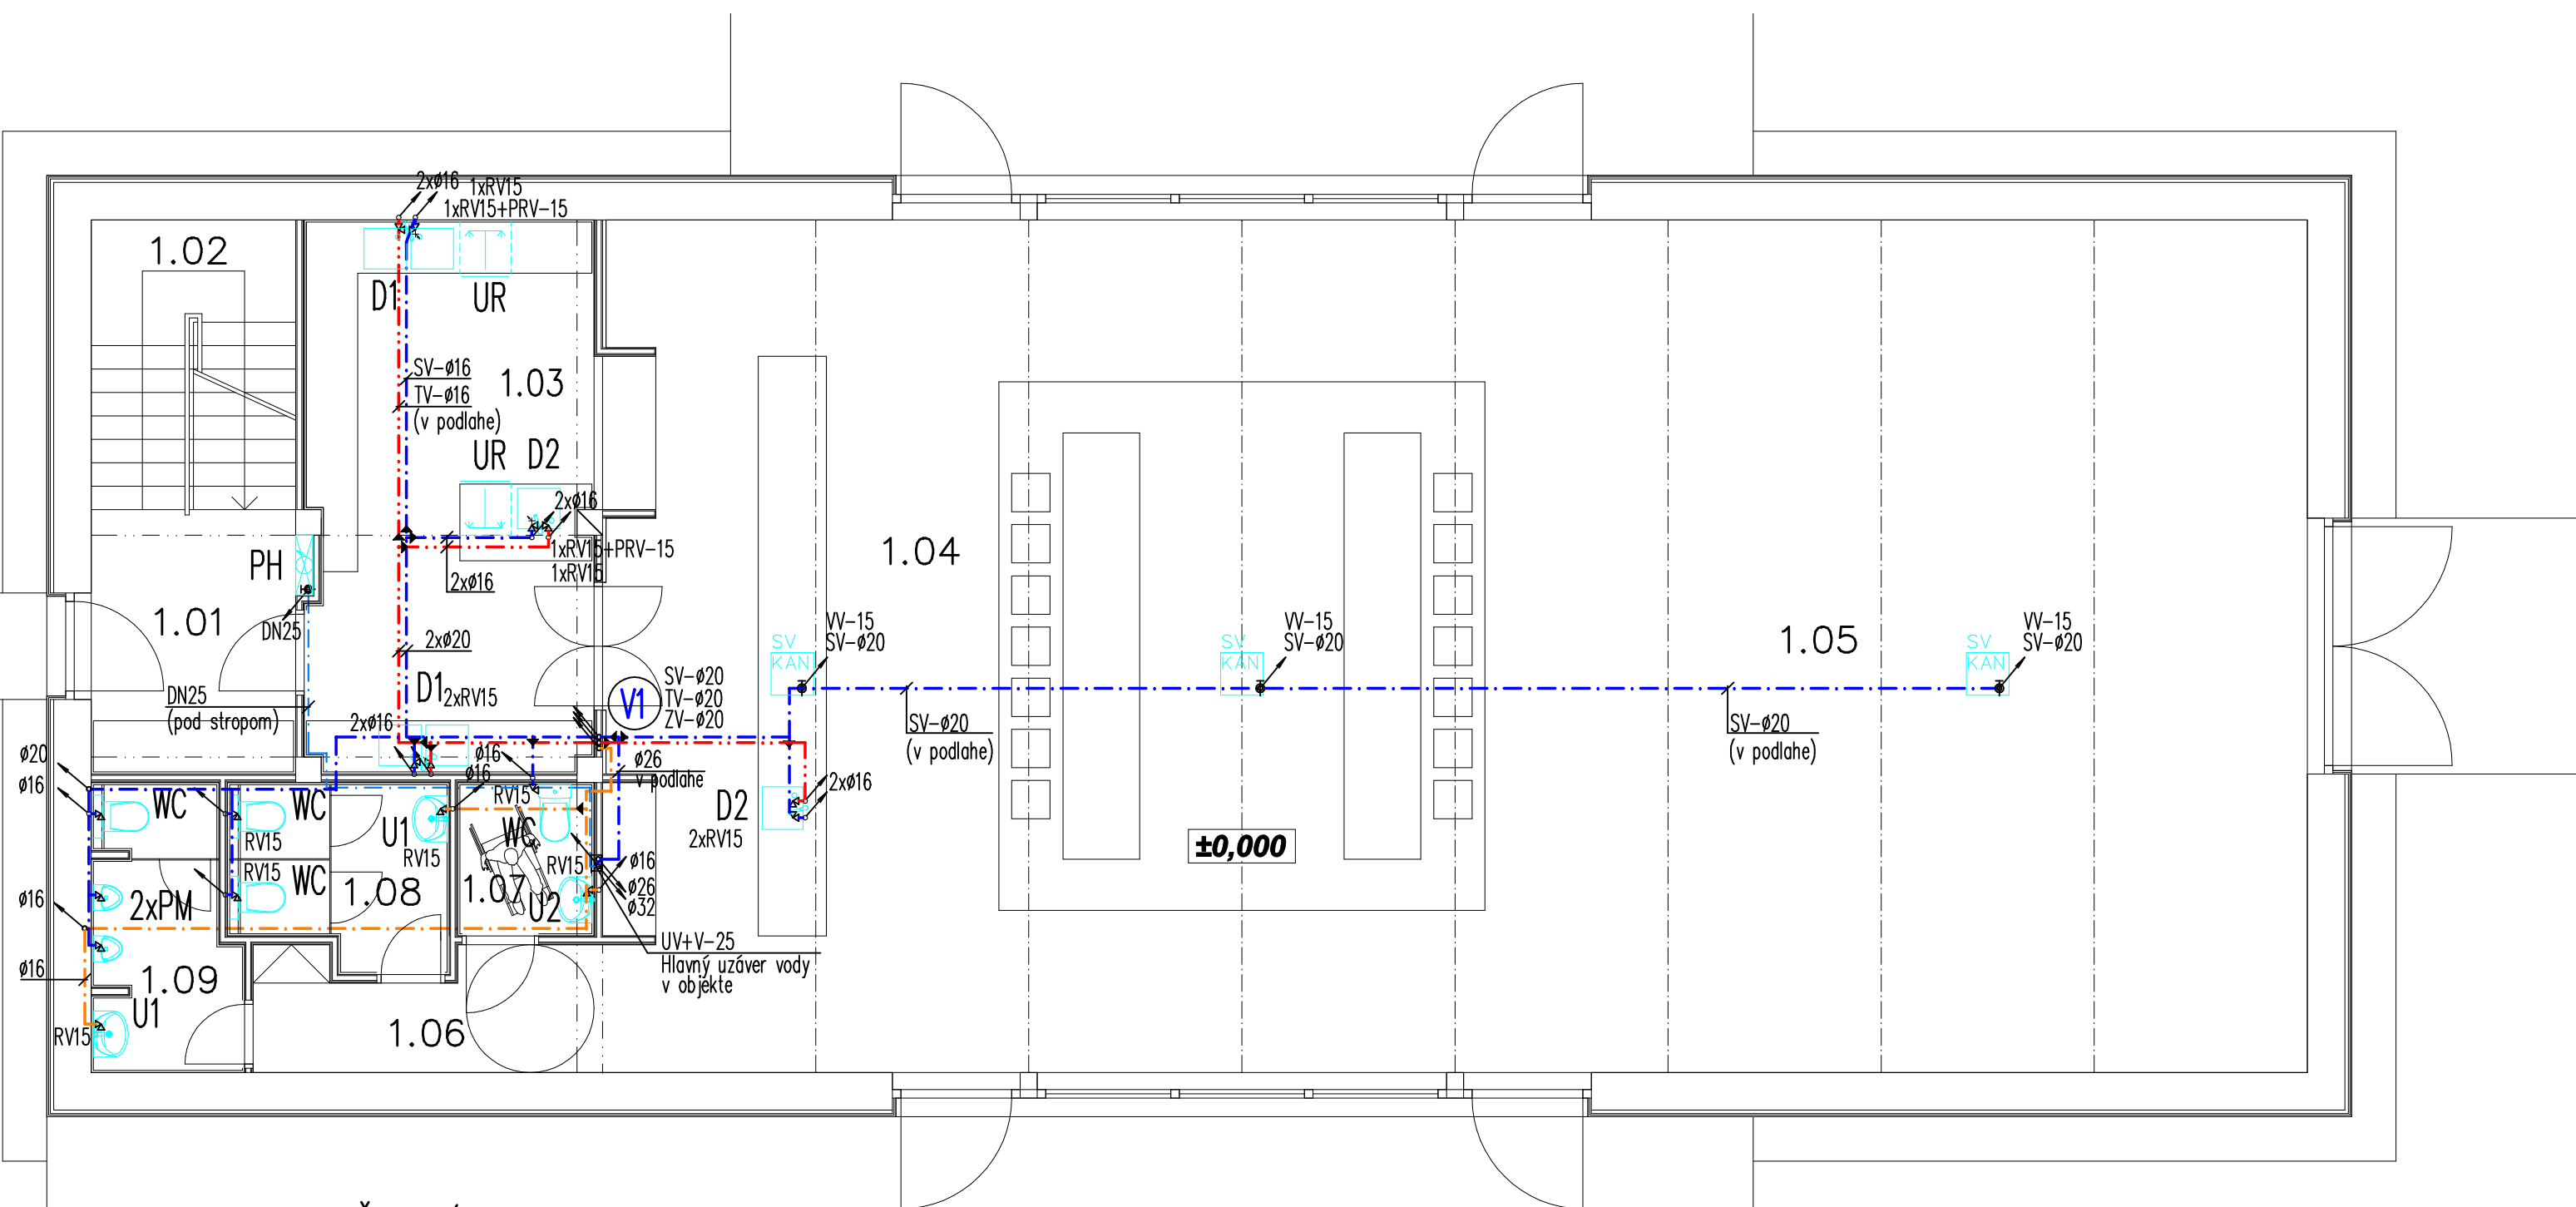 2xø16
1xRV15
1xRV15+PRV-15
1.02
D1
UR
SV-ø16
TV-ø16
(v podlahe)
1.03
UR
D2
2xø16
1xRV15+PRV-15
1xRV15
2xø16
PH
1.01
DN25
2xø20
1.04
VV-15
SV-ø20
SV
KAN
VV-15
SV-ø20
SV
KAN
1.05
VV-15
SV-ø20
SV
KAN
D1
2xRV15
V1
SV-ø20
TV-ø20
ZV-ø20
DN25
(pod stropom)
2xø16
SV-ø20
(v podlahe)
SV-ø20
(v podlahe)
ø20
ø16
ø16
ø16
ø26
v podlahe
2xø16
WC
WC
RV15
D2
2xRV15
U1
RV15
WC
RV15
RV15
WC
RV15
ø16
±0,000
1.08
1.07
U2
ø26
ø32
2xPM
ø16
UV+V-25
Hlavný uzáver vody
v objekte
ø16
1.09
U1
RV15
1.06